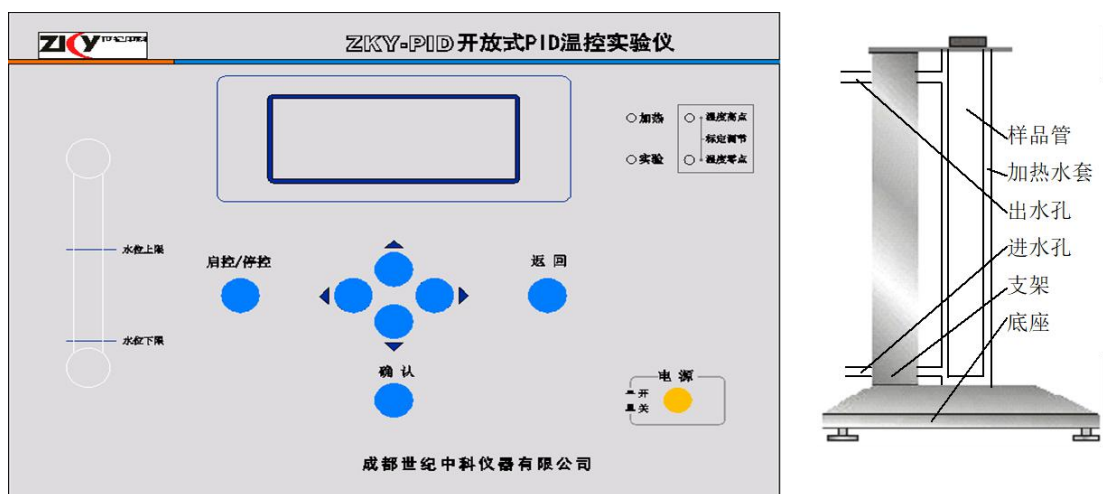 ZKY 世纪中科
ZKY-PID开放式PID温控实验仪
加热
温度高点
标定调节
实验
温度零点
水位上限
水位下限
启控/停控
返 回
确 认
电 源
开
关
成都世纪中科仪器有限公司
样品管
加热水套
出水孔
进水孔
支架
底座